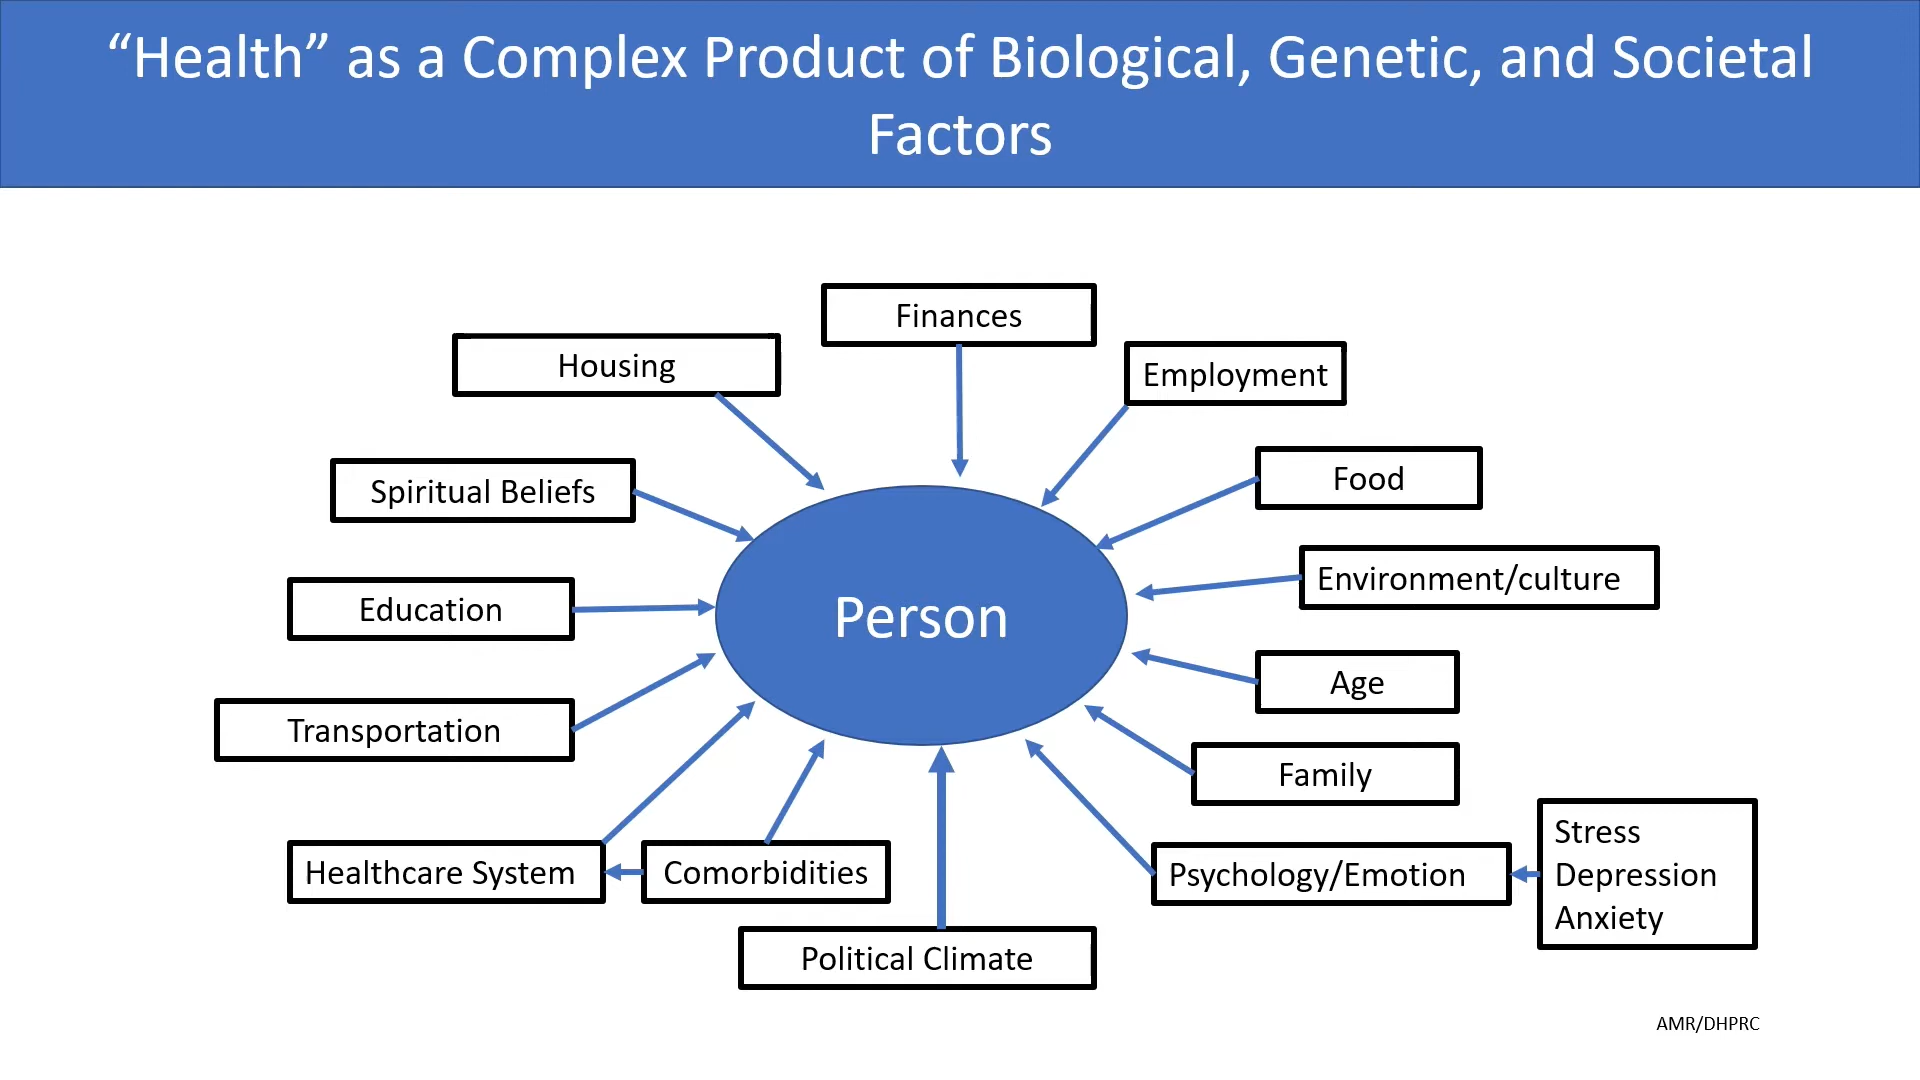 “Health” as a Complex Product of Biological, Genetic, and Societal
Factors
Finances
Housing
Employment
Spiritual Beliefs
Food
Environment/culture
Education
Person
Age
Transportation
Family
Healthcare System
Comorbidities
Psychology/Emotion
Stress
Depression
Anxiety
Political Climate
AMR/DHPRC